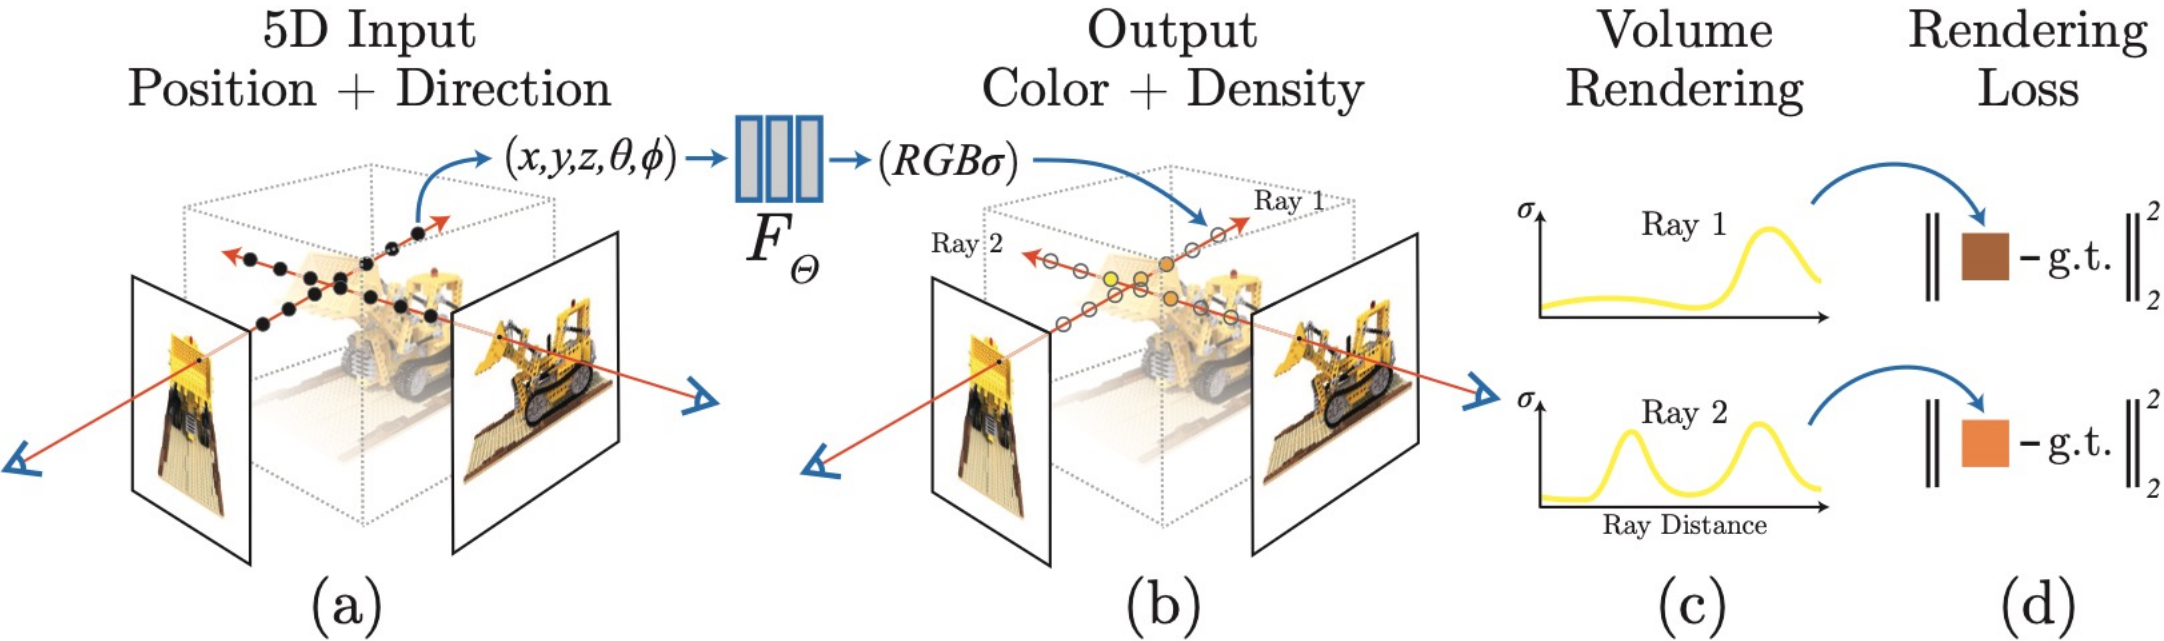 5D Input
Position + Direction
Output
Color + Density
Volume
Rendering
Rendering
Loss
(x,y,z,θ,ϕ)
F_Θ
(RGBσ)
Ray 1
Ray 2
σ
Ray 1
σ
Ray 2
Ray Distance
|| - g.t. ||²₂
|| - g.t. ||²₂
(a)
(b)
(c)
(d)